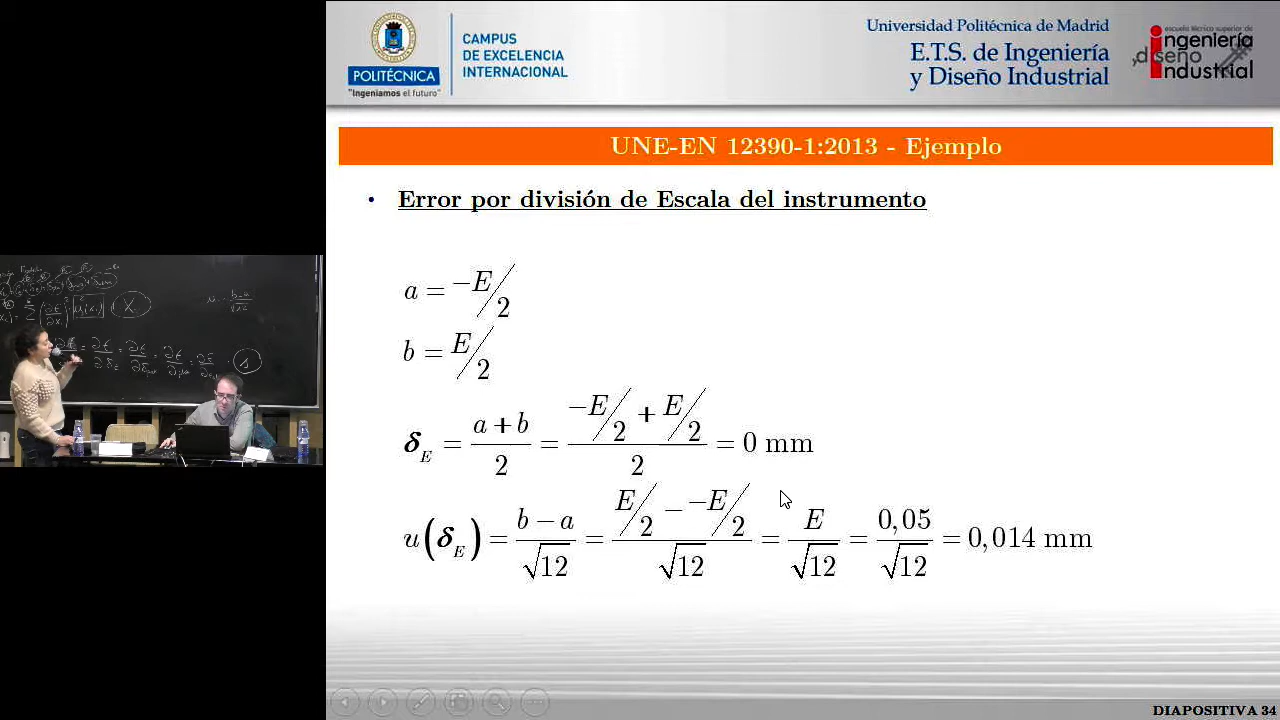 POLITÉCNICA
"Ingeniamos el futuro"
CAMPUS
DE EXCELENCIA
INTERNACIONAL
Universidad Politécnica de Madrid
E.T.S. de Ingeniería
y Diseño Industrial
escuela técnico superior de
ingeniería
diseño
industrial
UNE-EN 12390-1:2013 - Ejemplo
• Error por división de Escala del instrumento
a = -E/2
b = E/2
δ_E = (a + b)/2 = (-E/2 + E/2)/2 = 0 mm
u(δ_E) = (b - a)/√12 = (E/2 - -E/2)/√12 = E/√12 = 0,05/√12 = 0,014 mm
DIAPOSITIVA 34